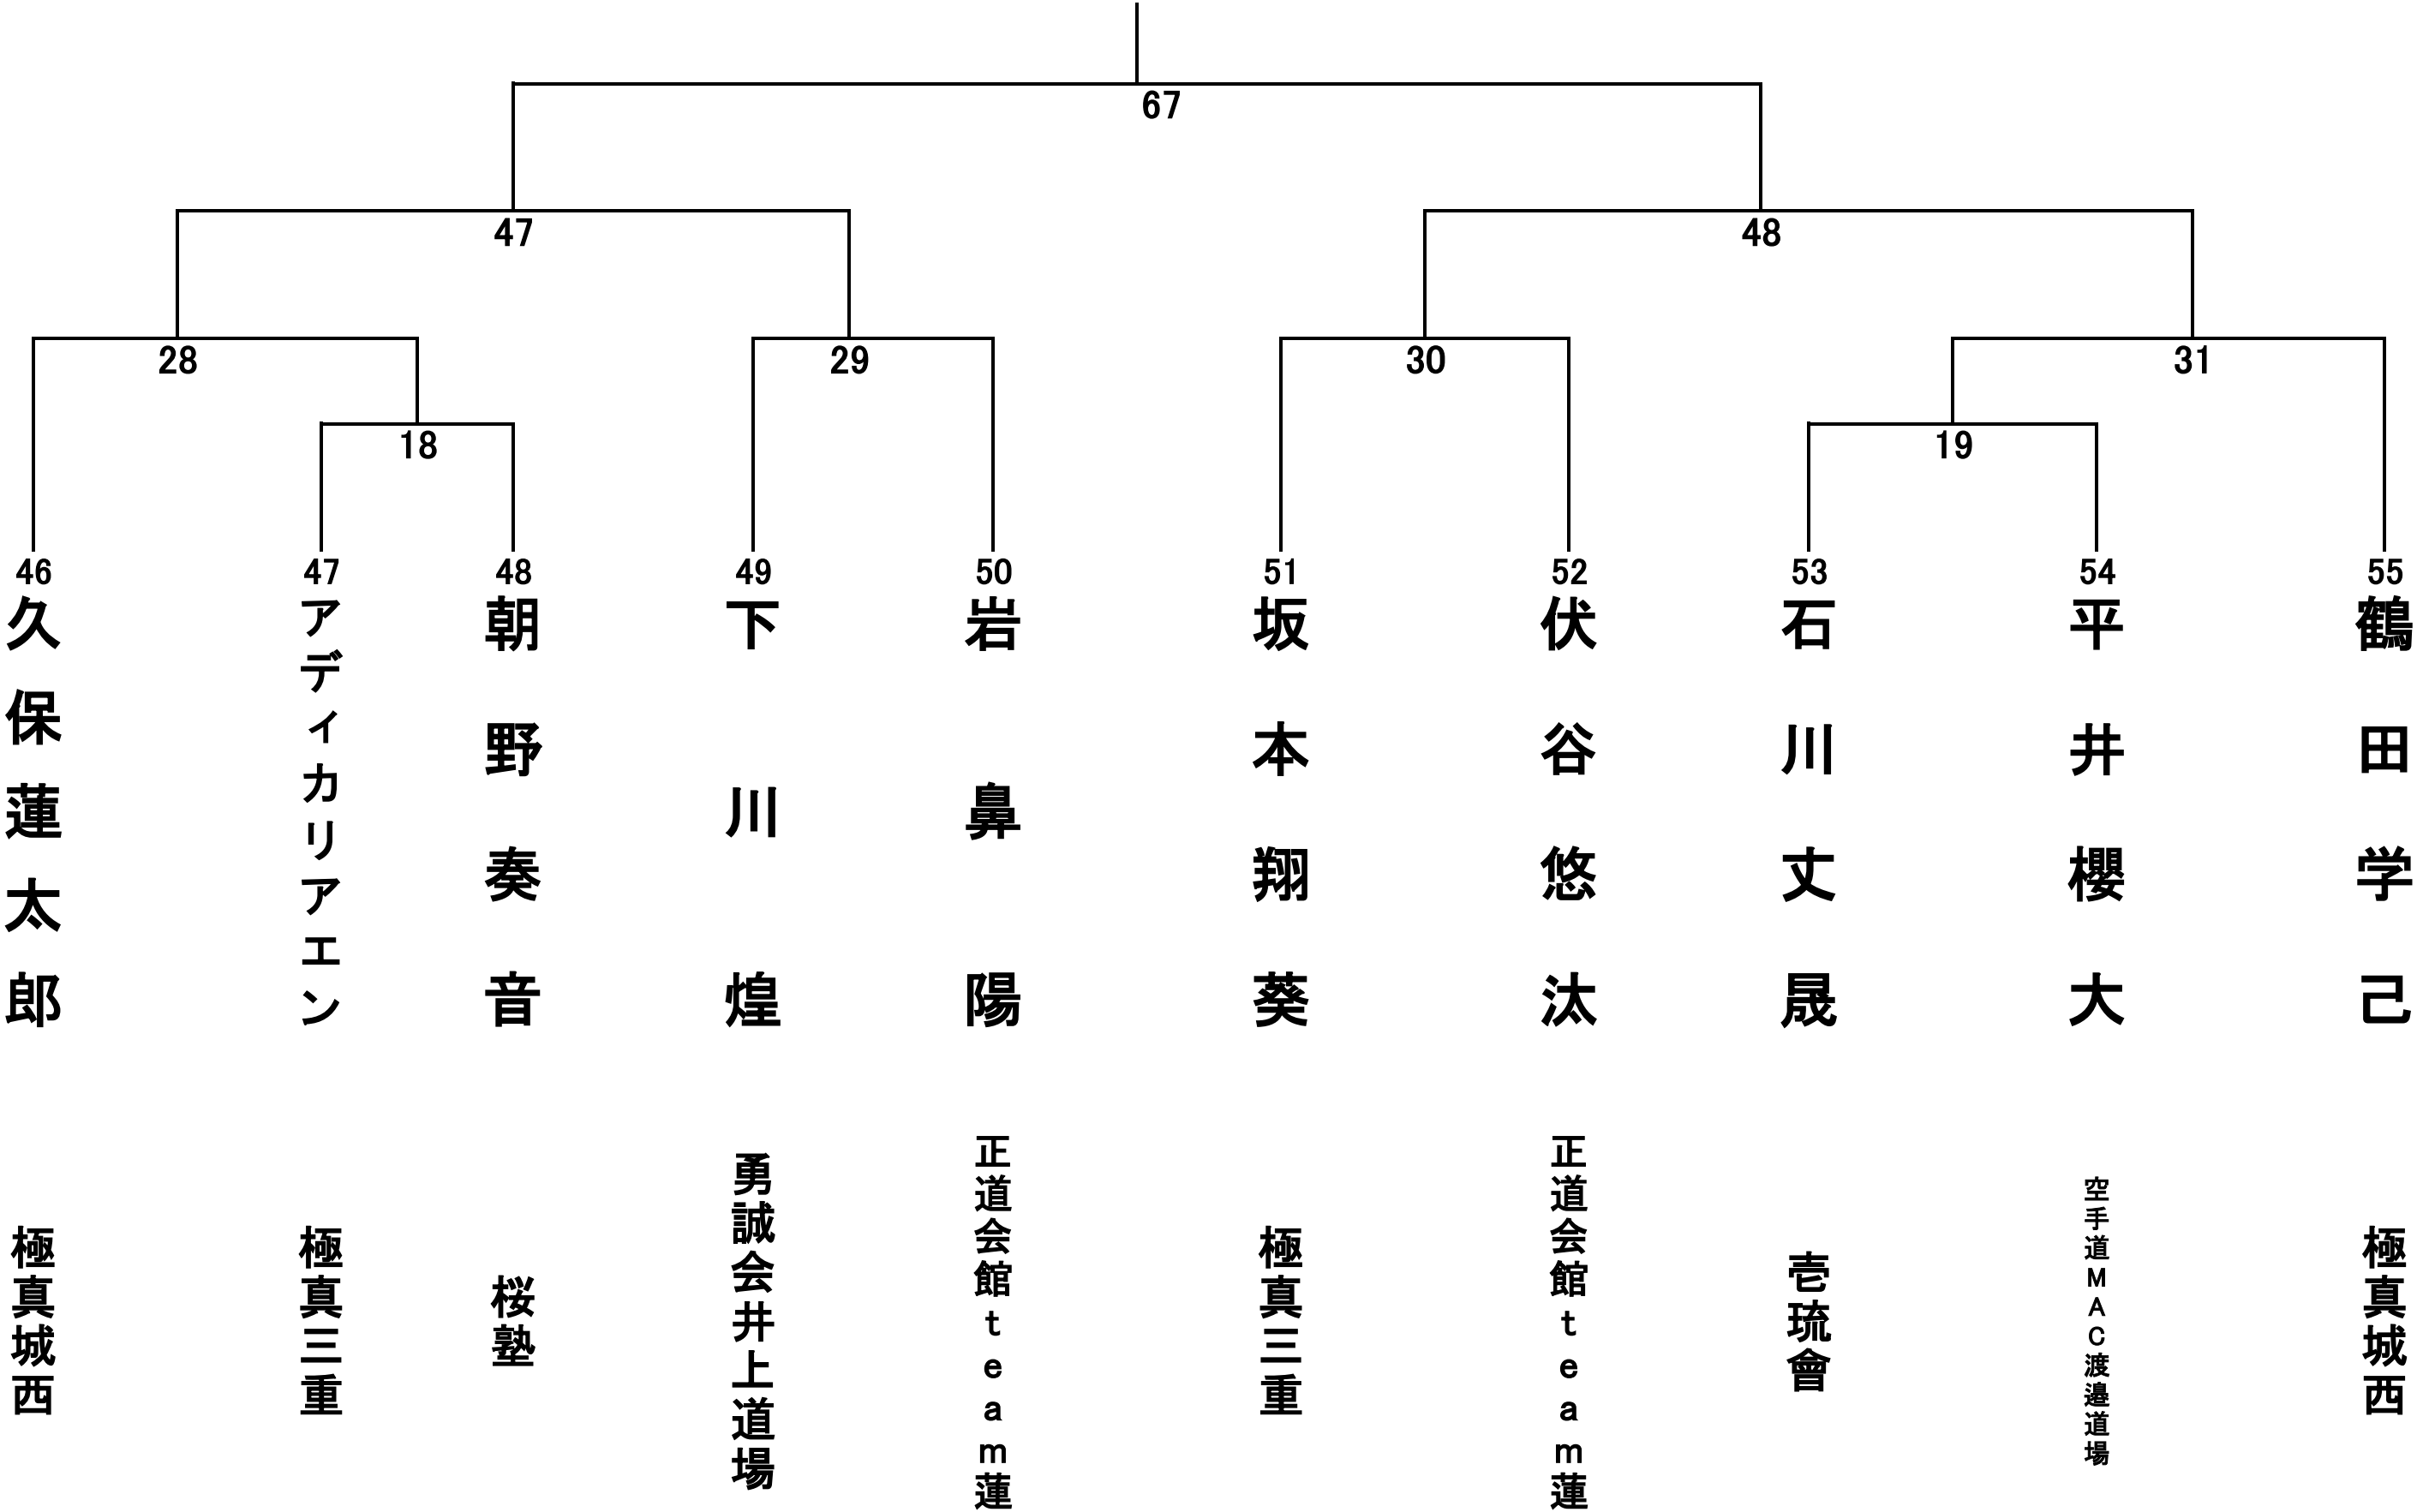 67
47
48
28
29
30
31
18
19
46
47
48
49
50
51
52
53
54
55
久保蓮太郎
アディカリアエン
朝野奏音
下川煌
岩鼻陽
坂本翔葵
伏谷悠汰
石川丈晟
平井櫻大
鶴田学己
極真城西
極真三重
桜塾
勇誠会井上道場
正道会館ｔｅａｍ蓮
極真三重
正道会館ｔｅａｍ蓮
壱琉會
空手道ＭＡＣ渡邉道場
極真城西